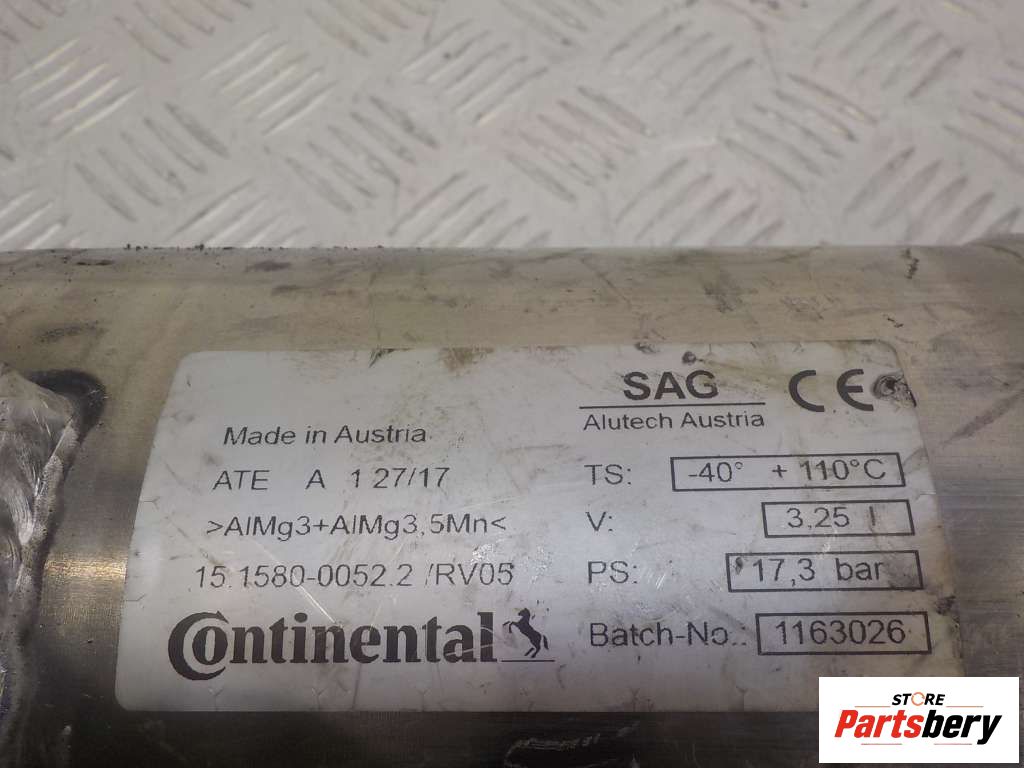 SAG CE
Alutech Austria
Made in Austria
ATE A 1 27/17
>AlMg3+AlMg3,5Mn<
15.1580-0052.2 /RV05
Continental
TS: -40° + 110°C
V: 3,25 l
PS: 17,3 bar
Batch-No.: 1163026
STORE
Partsbery